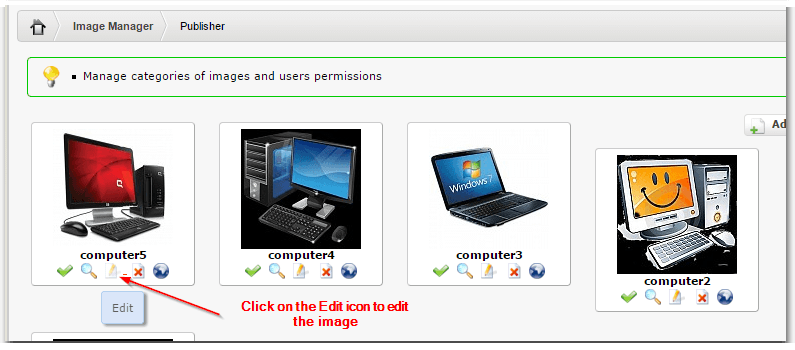 Image Manager
Publisher
Manage categories of images and users permissions
Ad
Windows 7
computer5
computer4
computer3
computer2
Edit
Click on the Edit icon to edit
the image